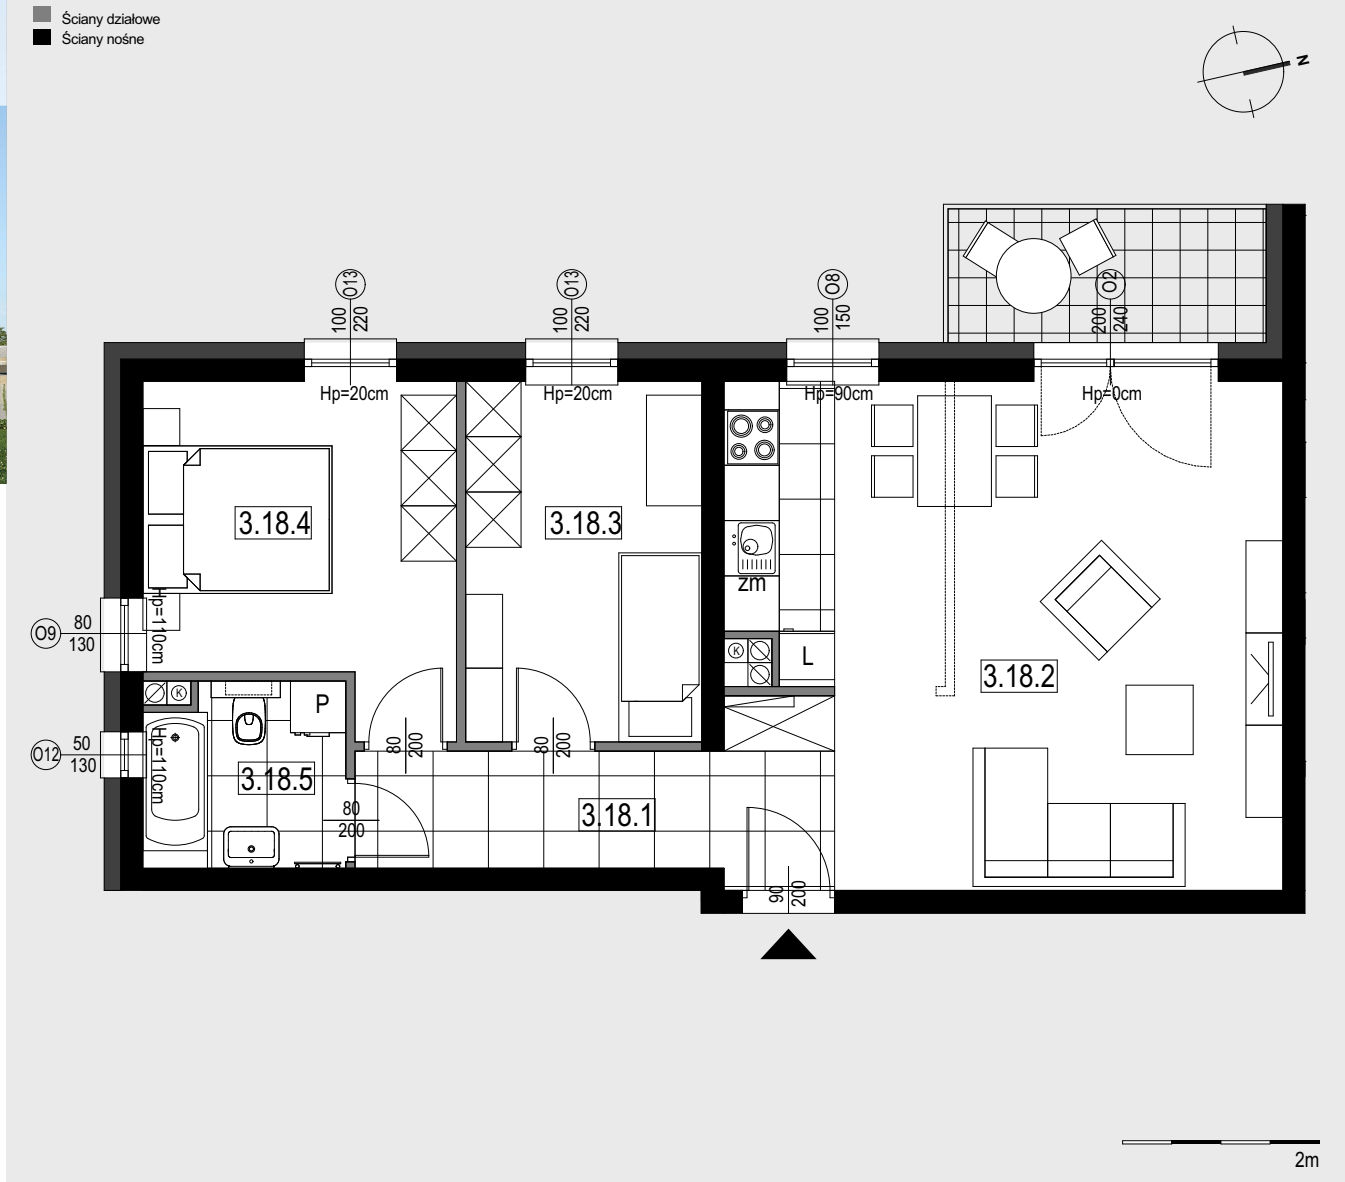 Ściany działowe
Ściany nośne
N
O13
100
220
O13
100
220
O8
100
150
O2
200
240
Hp=20cm
Hp=20cm
Hp=90cm
Hp=0cm
3.18.4
3.18.3
zm
Hp=110cm
O9
80
130
K
L
3.18.2
K
P
80
200
80
200
O12
50
130
Hp=110cm
3.18.5
80
200
3.18.1
90
200
2m